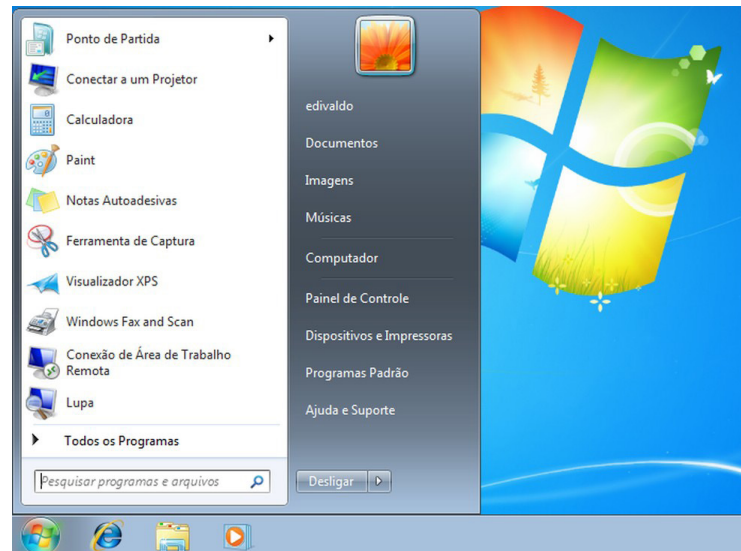 Ponto de Partida
Conectar a um Projetor
Calculadora
Paint
Notas Autoadesivas
Ferramenta de Captura
Visualizador XPS
Windows Fax and Scan
Conexão de Área de Trabalho
Remota
Lupa
Todos os Programas
Pesquisar programas e arquivos
edivaldo
Documentos
Imagens
Músicas
Computador
Painel de Controle
Dispositivos e Impressoras
Programas Padrão
Ajuda e Suporte
Desligar